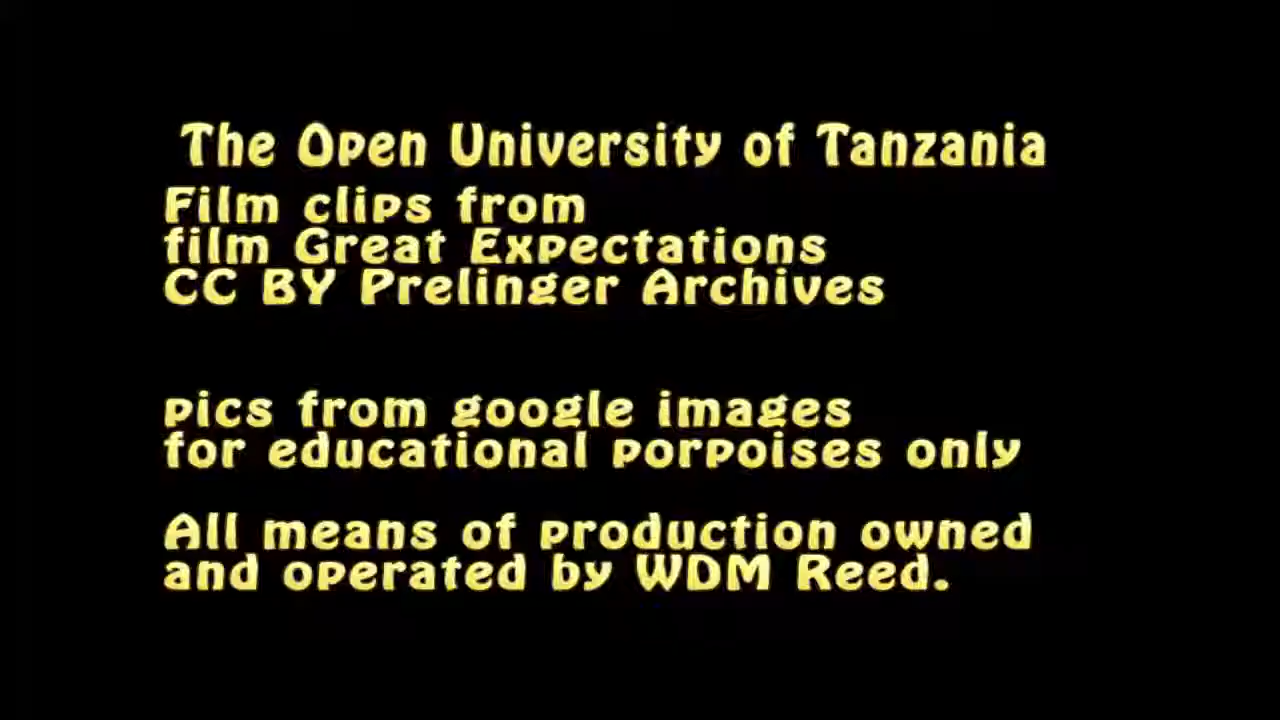 The Open University of Tanzania
Film clips from
film Great Expectations
CC BY Prelinger Archives
pics from google images
for educational porpoises only
All means of production owned
and operated by WDM Reed.